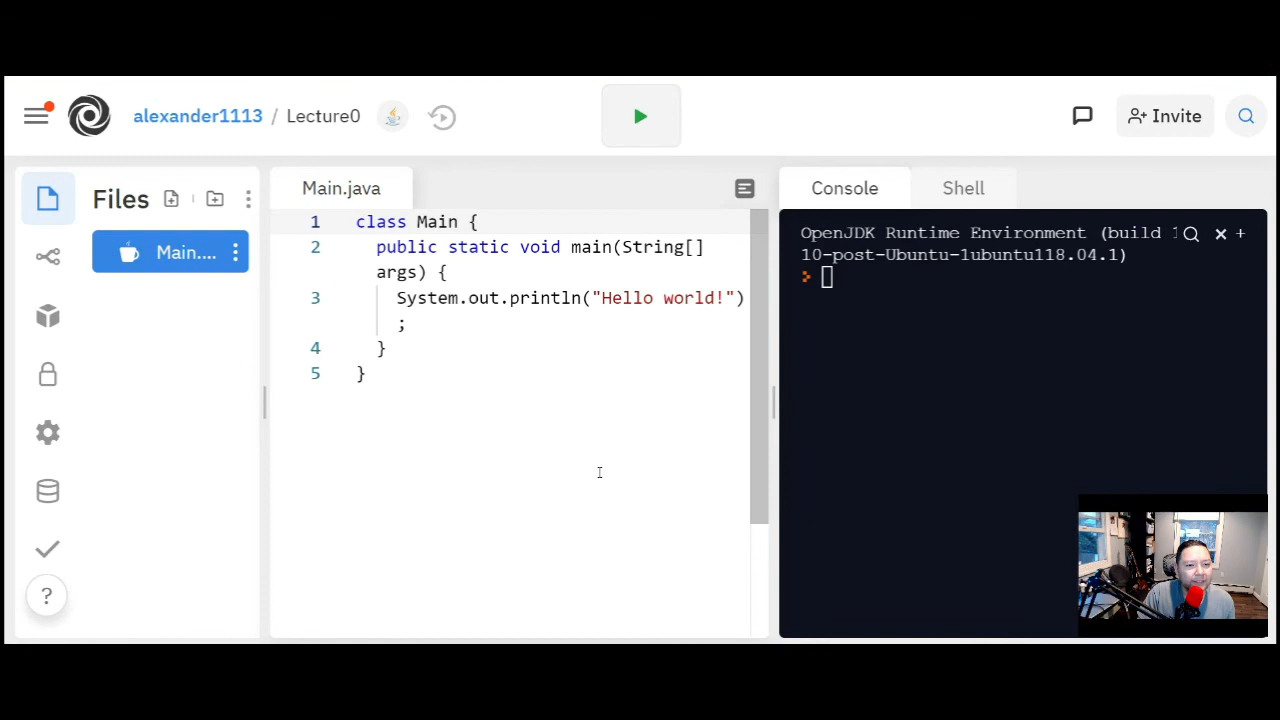 alexander1113 / Lecture0
Invite
Files
Main....
Main.java
1 class Main {
2 public static void main(String[]
args) {
3 System.out.println("Hello world!")
;
4 }
5 }
?
Console
Shell
OpenJDK Runtime Environment (build
10-post-Ubuntu-1ubuntu118.04.1)